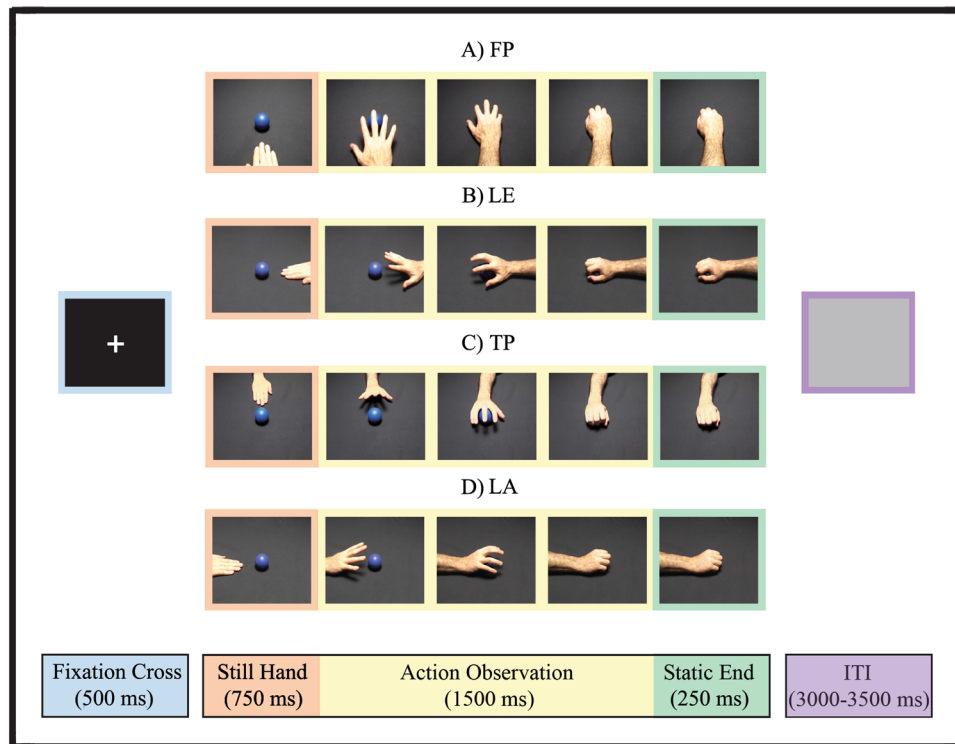 A) FP
B) LE
C) TP
D) LA
Fixation Cross
(500 ms)
Still Hand
(750 ms)
Action Observation
(1500 ms)
Static End
(250 ms)
ITI
(3000-3500 ms)